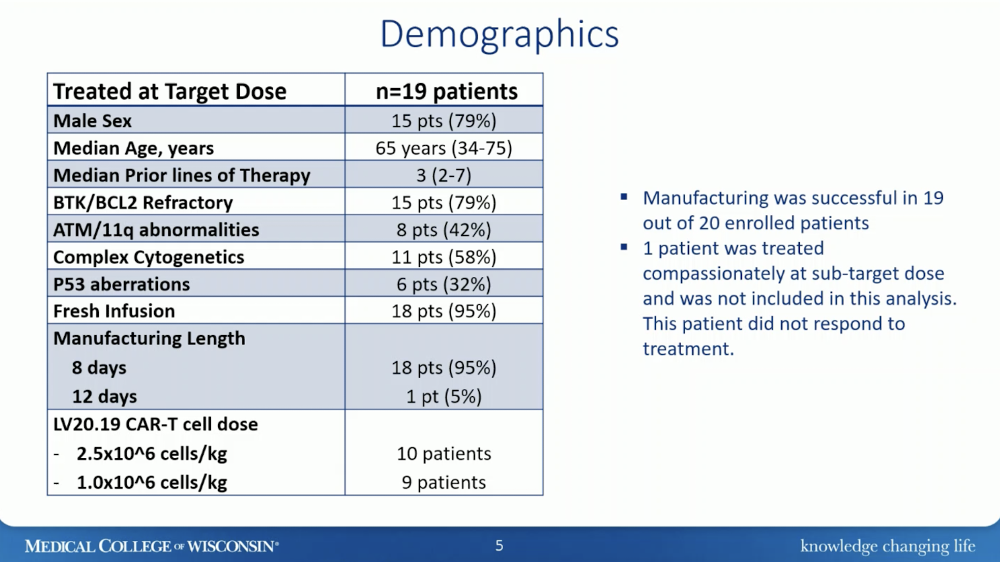 Demographics
Treated at Target Dose n=19 patients
Male Sex 15 pts (79%)
Median Age, years 65 years (34-75)
Median Prior lines of Therapy 3 (2-7)
BTK/BCL2 Refractory 15 pts (79%)
ATM/11q abnormalities 8 pts (42%)
Complex Cytogenetics 11 pts (58%)
P53 aberrations 6 pts (32%)
Fresh Infusion 18 pts (95%)
Manufacturing Length
8 days 18 pts (95%)
12 days 1 pt (5%)
LV20.19 CAR-T cell dose
- 2.5x10^6 cells/kg 10 patients
- 1.0x10^6 cells/kg 9 patients
▪ Manufacturing was successful in 19
out of 20 enrolled patients
▪ 1 patient was treated
compassionately at sub-target dose
and was not included in this analysis.
This patient did not respond to
treatment.
MEDICAL COLLEGE OF WISCONSIN® 5 knowledge changing life